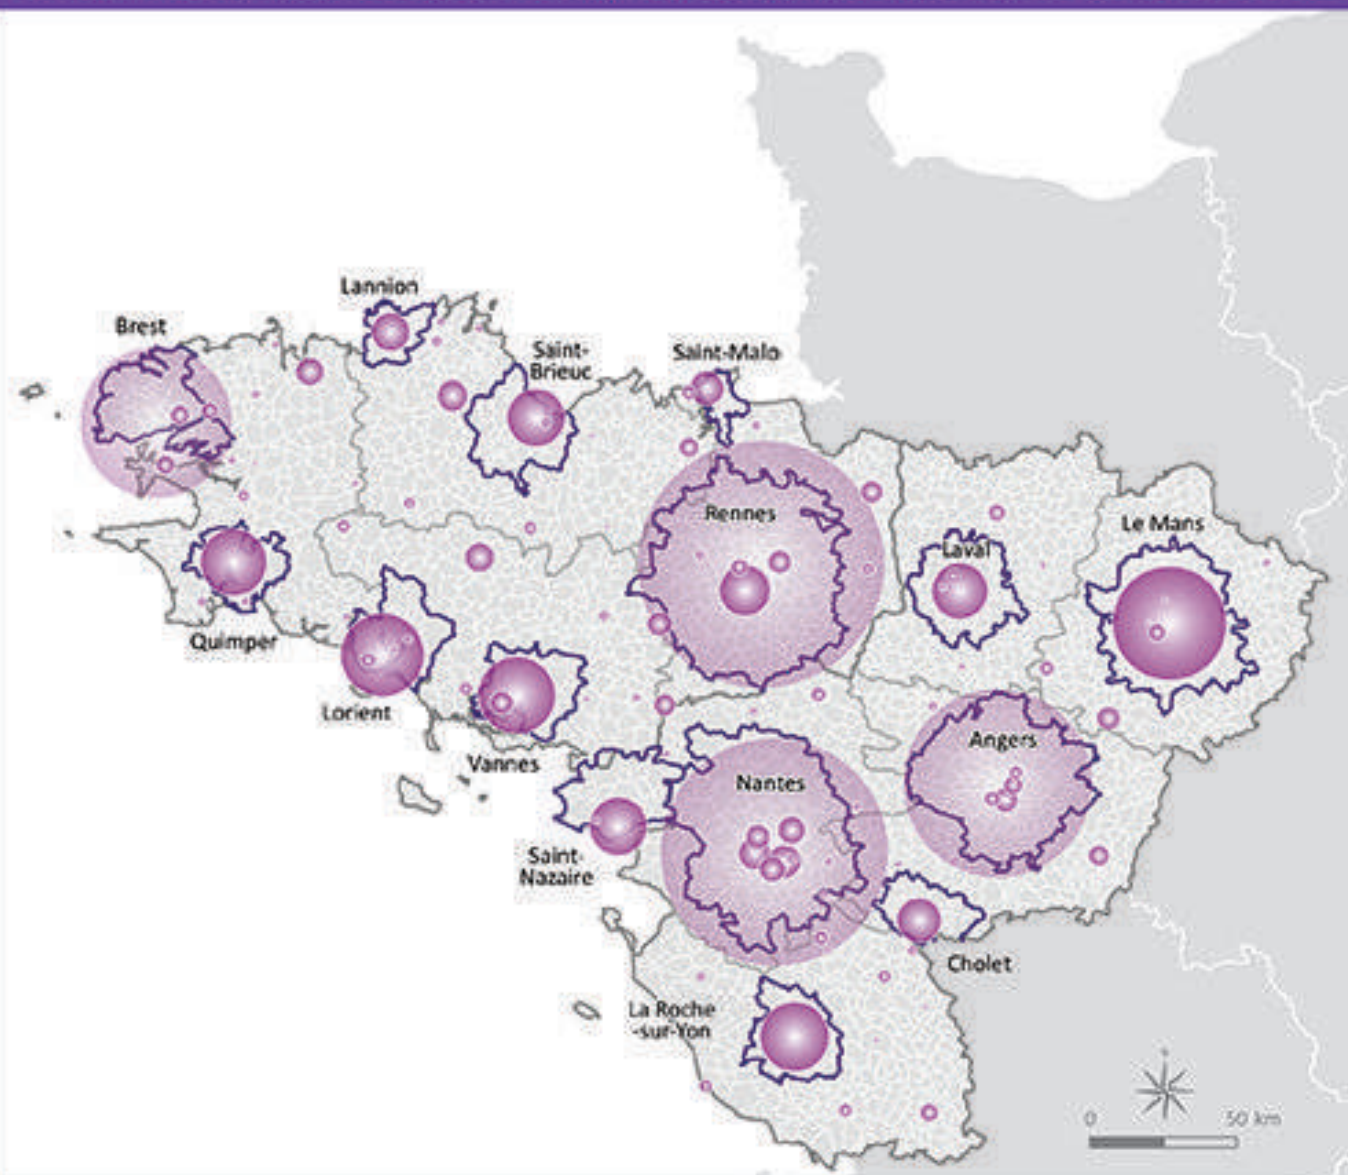 Lannion
Brest
Saint-
Brieuc
Saint-Malo
Rennes
Le Mans
Laval
Quimper
Lorient
Angers
Vannes
Nantes
Saint-
Nazaire
Cholet
La Roche
-sur-Yon
0 50 km